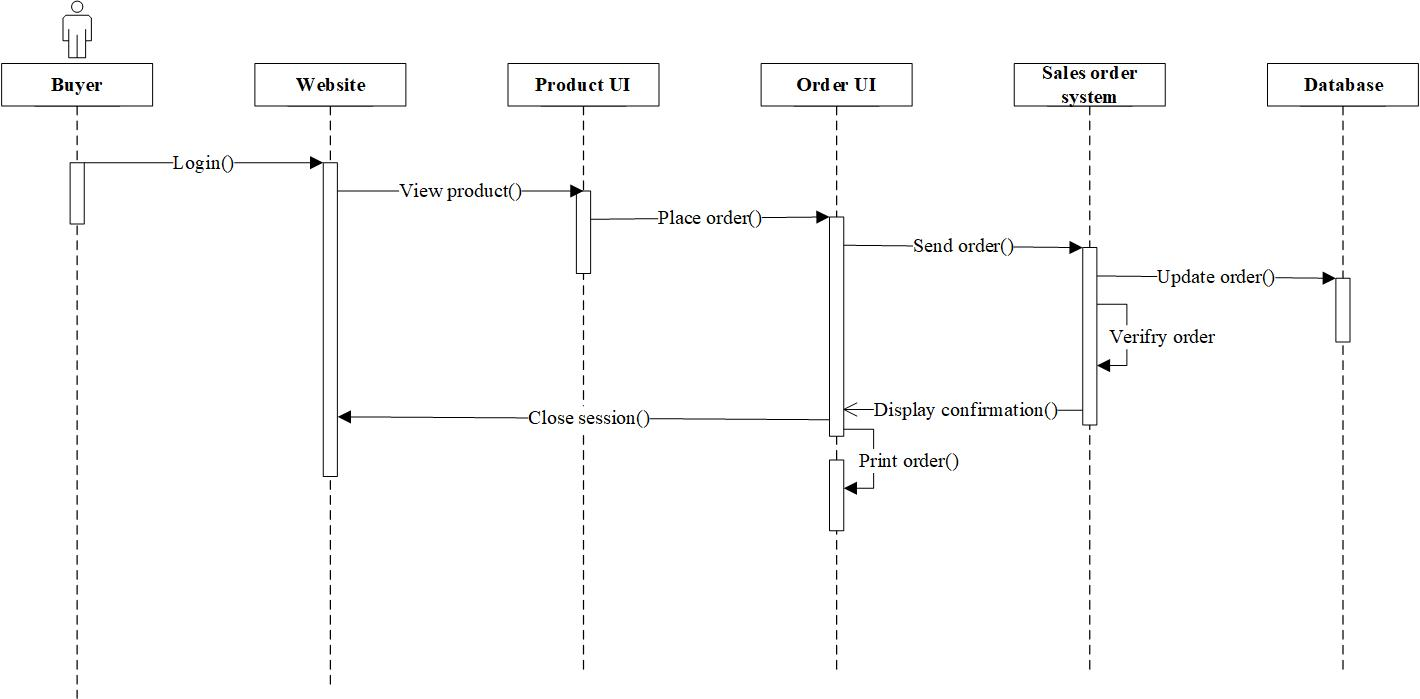 Buyer
Website
Product UI
Order UI
Sales order
system
Database
Login()
View product()
Place order()
Send order()
Update order()
Verifry order
Display confirmation()
Close session()
Print order()